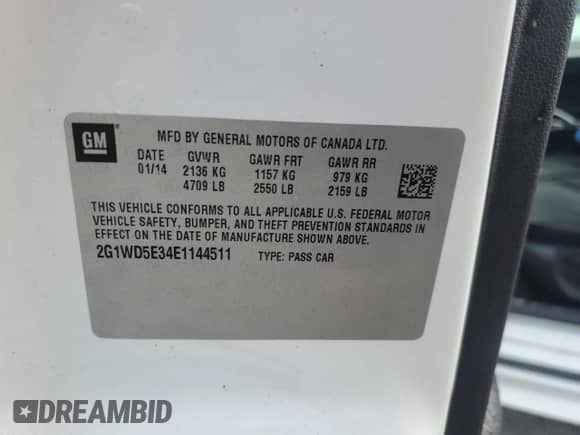 GM
MFD BY GENERAL MOTORS OF CANADA LTD.
DATE GVWR GAWR FRT GAWR RR
01/14 2136 KG 1157 KG 979 KG
4709 LB 2550 LB 2159 LB
THIS VEHICLE CONFORMS TO ALL APPLICABLE U.S. FEDERAL MOTOR
VEHICLE SAFETY, BUMPER, AND THEFT PREVENTION STANDARDS IN
EFFECT ON THE DATE OF MANUFACTURE SHOWN ABOVE.
2G1WD5E34E1144511 TYPE: PASS CAR
DREAMBID